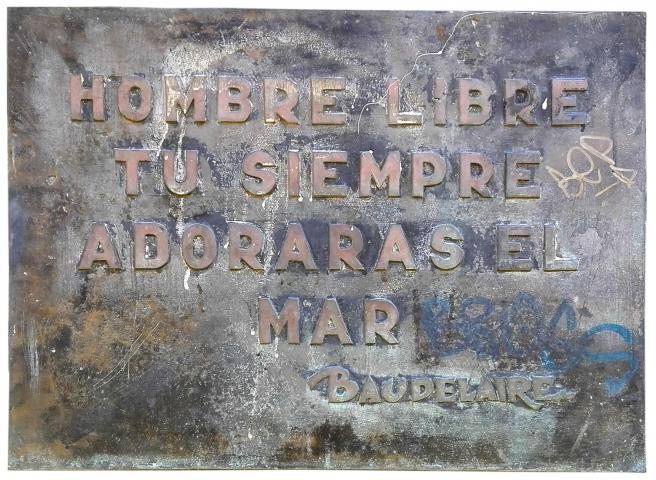 HOMBRE LIBRE
TU SIEMPRE
ADORARAS EL
MAR
BAUDELAIRE